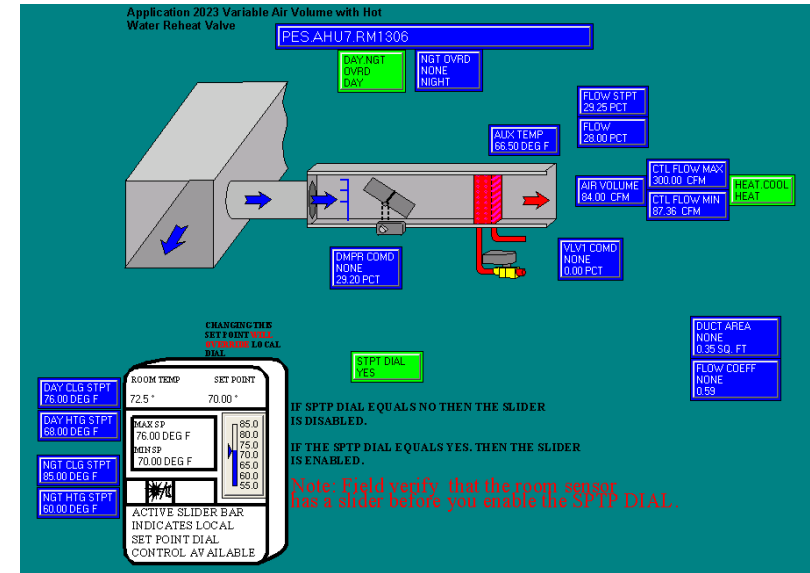 Application 2023 Variable Air Volume with Hot
Water Reheat Valve
PES.AHU7.RM1306
DAY.NGT
OVRD
DAY
NGT OVRD
NONE
NIGHT
FLOW STPT
29.25 PCT
FLOW
28.00 PCT
AUX TEMP
66.50 DEG F
AIR VOLUME
84.00 CFM
CTL FLOW MAX
300.00 CFM
CTL FLOW MIN
87.36 CFM
HEAT.COOL
HEAT
DMPR COMD
NONE
29.20 PCT
VLV1 COMD
NONE
0.00 PCT
DUCT AREA
NONE
0.35 SQ. FT
FLOW COEFF
NONE
0.59
CHANGING THIS
SET POINT WILL
OVERRIDE LOCAL
DIAL
STPT DIAL
YES
DAY CLG STPT
76.00 DEG F
DAY HTG STPT
68.00 DEG F
NGT CLG STPT
85.00 DEG F
NGT HTG STPT
60.00 DEG F
ROOM TEMP SET POINT
72.5 ° 70.00 °
MAX SP
76.00 DEG F
MIN SP
70.00 DEG F
85.0
80.0
75.0
70.0
65.0
60.0
55.0
ACTIVE SLIDER BAR
INDICATES LOCAL
SET POINT DIAL
CONTROL AVAILABLE
IF SPTP DIAL EQUALS NO THEN THE SLIDER
IS DISABLED.
IF THE SPTP DIAL EQUALS YES. THEN THE SLIDER
IS ENABLED.
Note: Field verify that the room sensor
has a slider before you enable the SPTP DIAL.